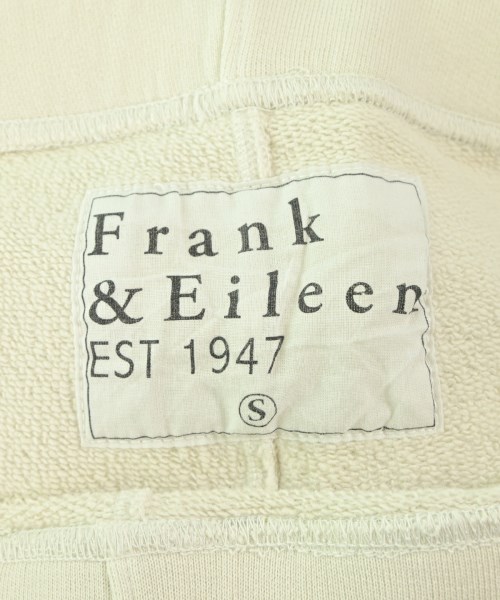 Frank
& Eileen
EST 1947
S